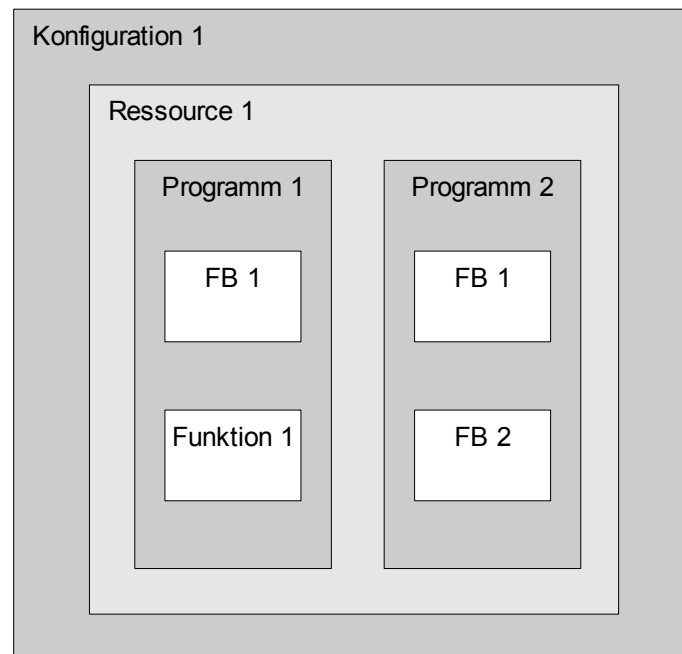 Konfiguration 1
Ressource 1
Programm 1
FB 1
Funktion 1
Programm 2
FB 1
FB 2